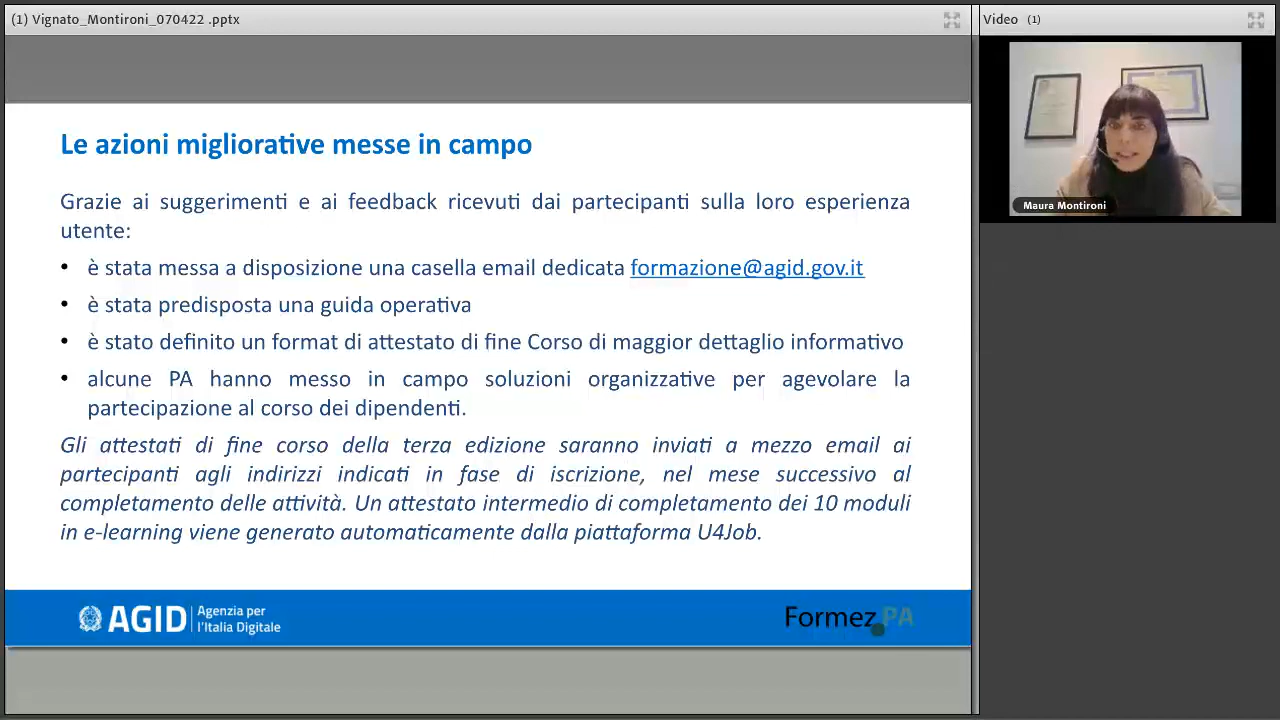 (1) Vignato_Montironi_070422 .pptx
Video (1)
Maura Montironi
Le azioni migliorative messe in campo
Grazie ai suggerimenti e ai feedback ricevuti dai partecipanti sulla loro esperienza
utente:
• è stata messa a disposizione una casella email dedicata formazione@agid.gov.it
• è stata predisposta una guida operativa
• è stato definito un format di attestato di fine Corso di maggior dettaglio informativo
• alcune PA hanno messo in campo soluzioni organizzative per agevolare la
partecipazione al corso dei dipendenti.
Gli attestati di fine corso della terza edizione saranno inviati a mezzo email ai
partecipanti agli indirizzi indicati in fase di iscrizione, nel mese successivo al
completamento delle attività. Un attestato intermedio di completamento dei 10 moduli
in e-learning viene generato automaticamente dalla piattaforma U4Job.
AGID
Agenzia per
l'Italia Digitale
Formez PA